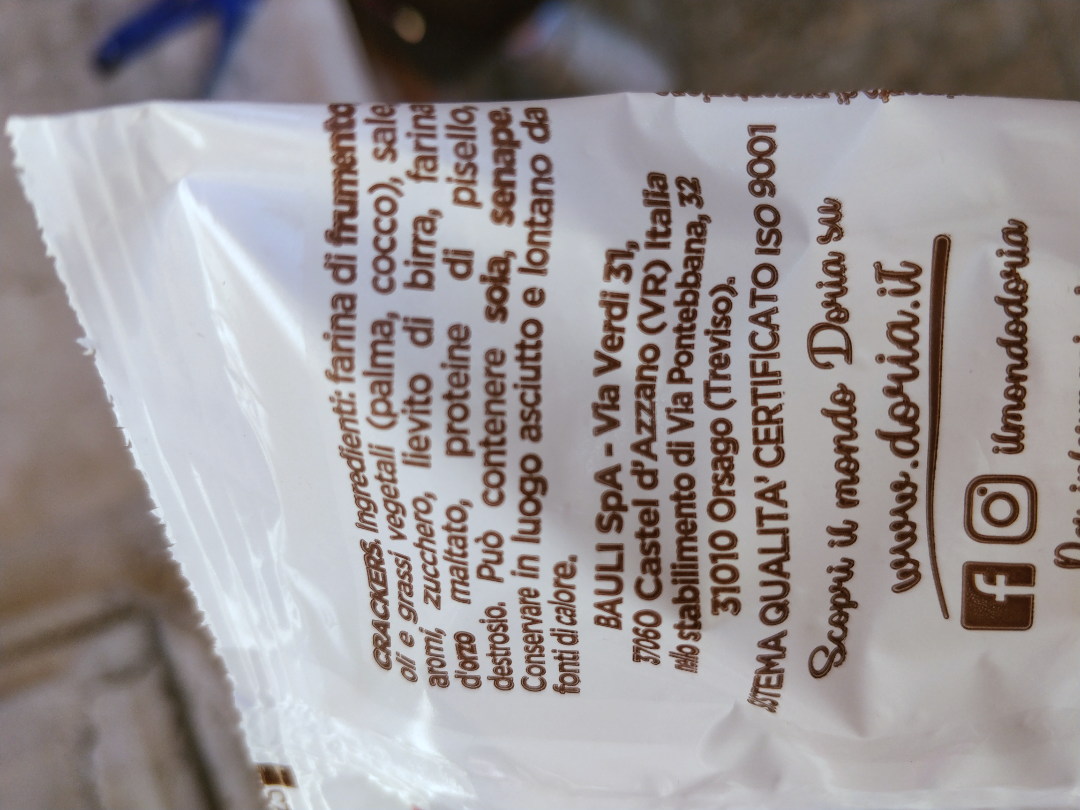 CRACKERS. Ingredienti: farina di frumento,
oli e grassi vegetali (palma, cocco), sale,
aromi, zucchero, lievito di birra, farina
d'orzo maltato, proteine di pisello,
destrosio. Può contenere soia, senape.
Conservare in luogo asciutto e lontano da
fonti di calore.
BAULI SpA - Via Verdi 31,
37060 Castel d'Azzano (VR) Italia
nello stabilimento di Via Pontebbana, 32
31010 Orsago (Treviso).
SISTEMA QUALITA' CERTIFICATO ISO 9001
Scopri il mondo Doria su
www.doria.it
ilmondodoria